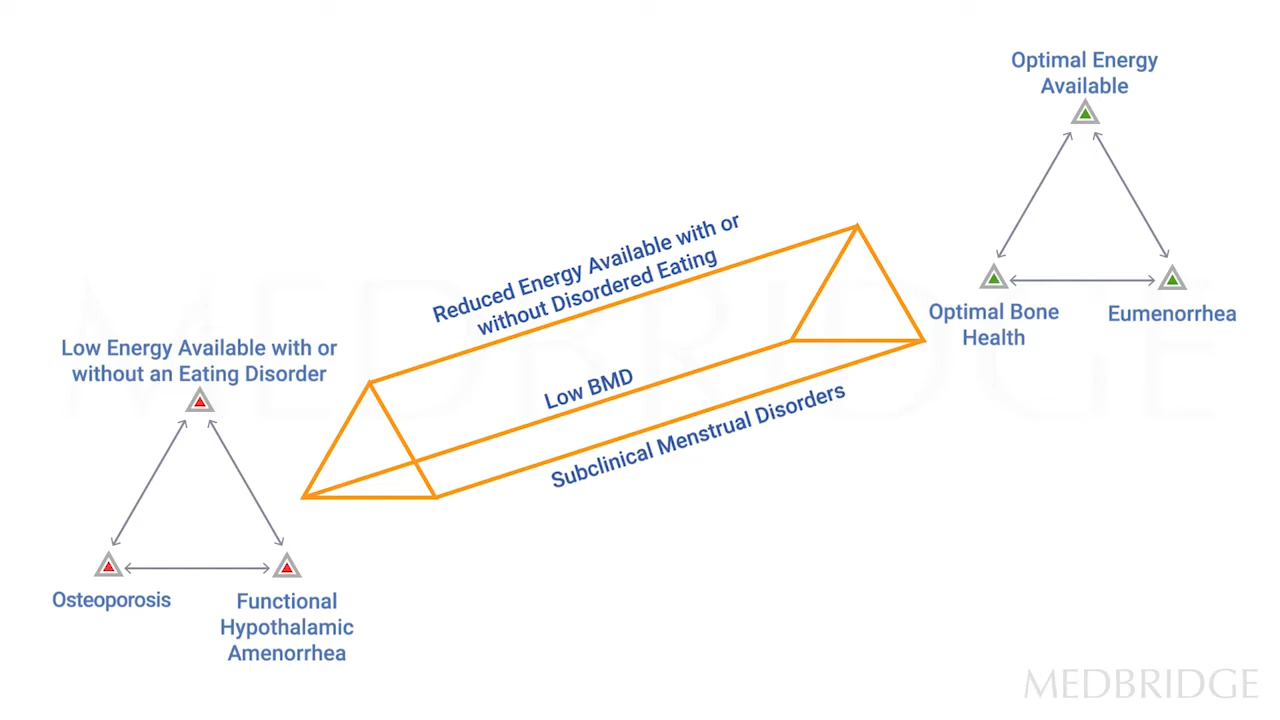 Optimal Energy
Available
Optimal Bone
Health
Eumenorrhea
Reduced Energy Available with or
without Disordered Eating
Low BMD
Subclinical Menstrual Disorders
Low Energy Available with or
without an Eating Disorder
Osteoporosis
Functional
Hypothalamic
Amenorrhea
MEDBRIDGE
MEDBRIDGE